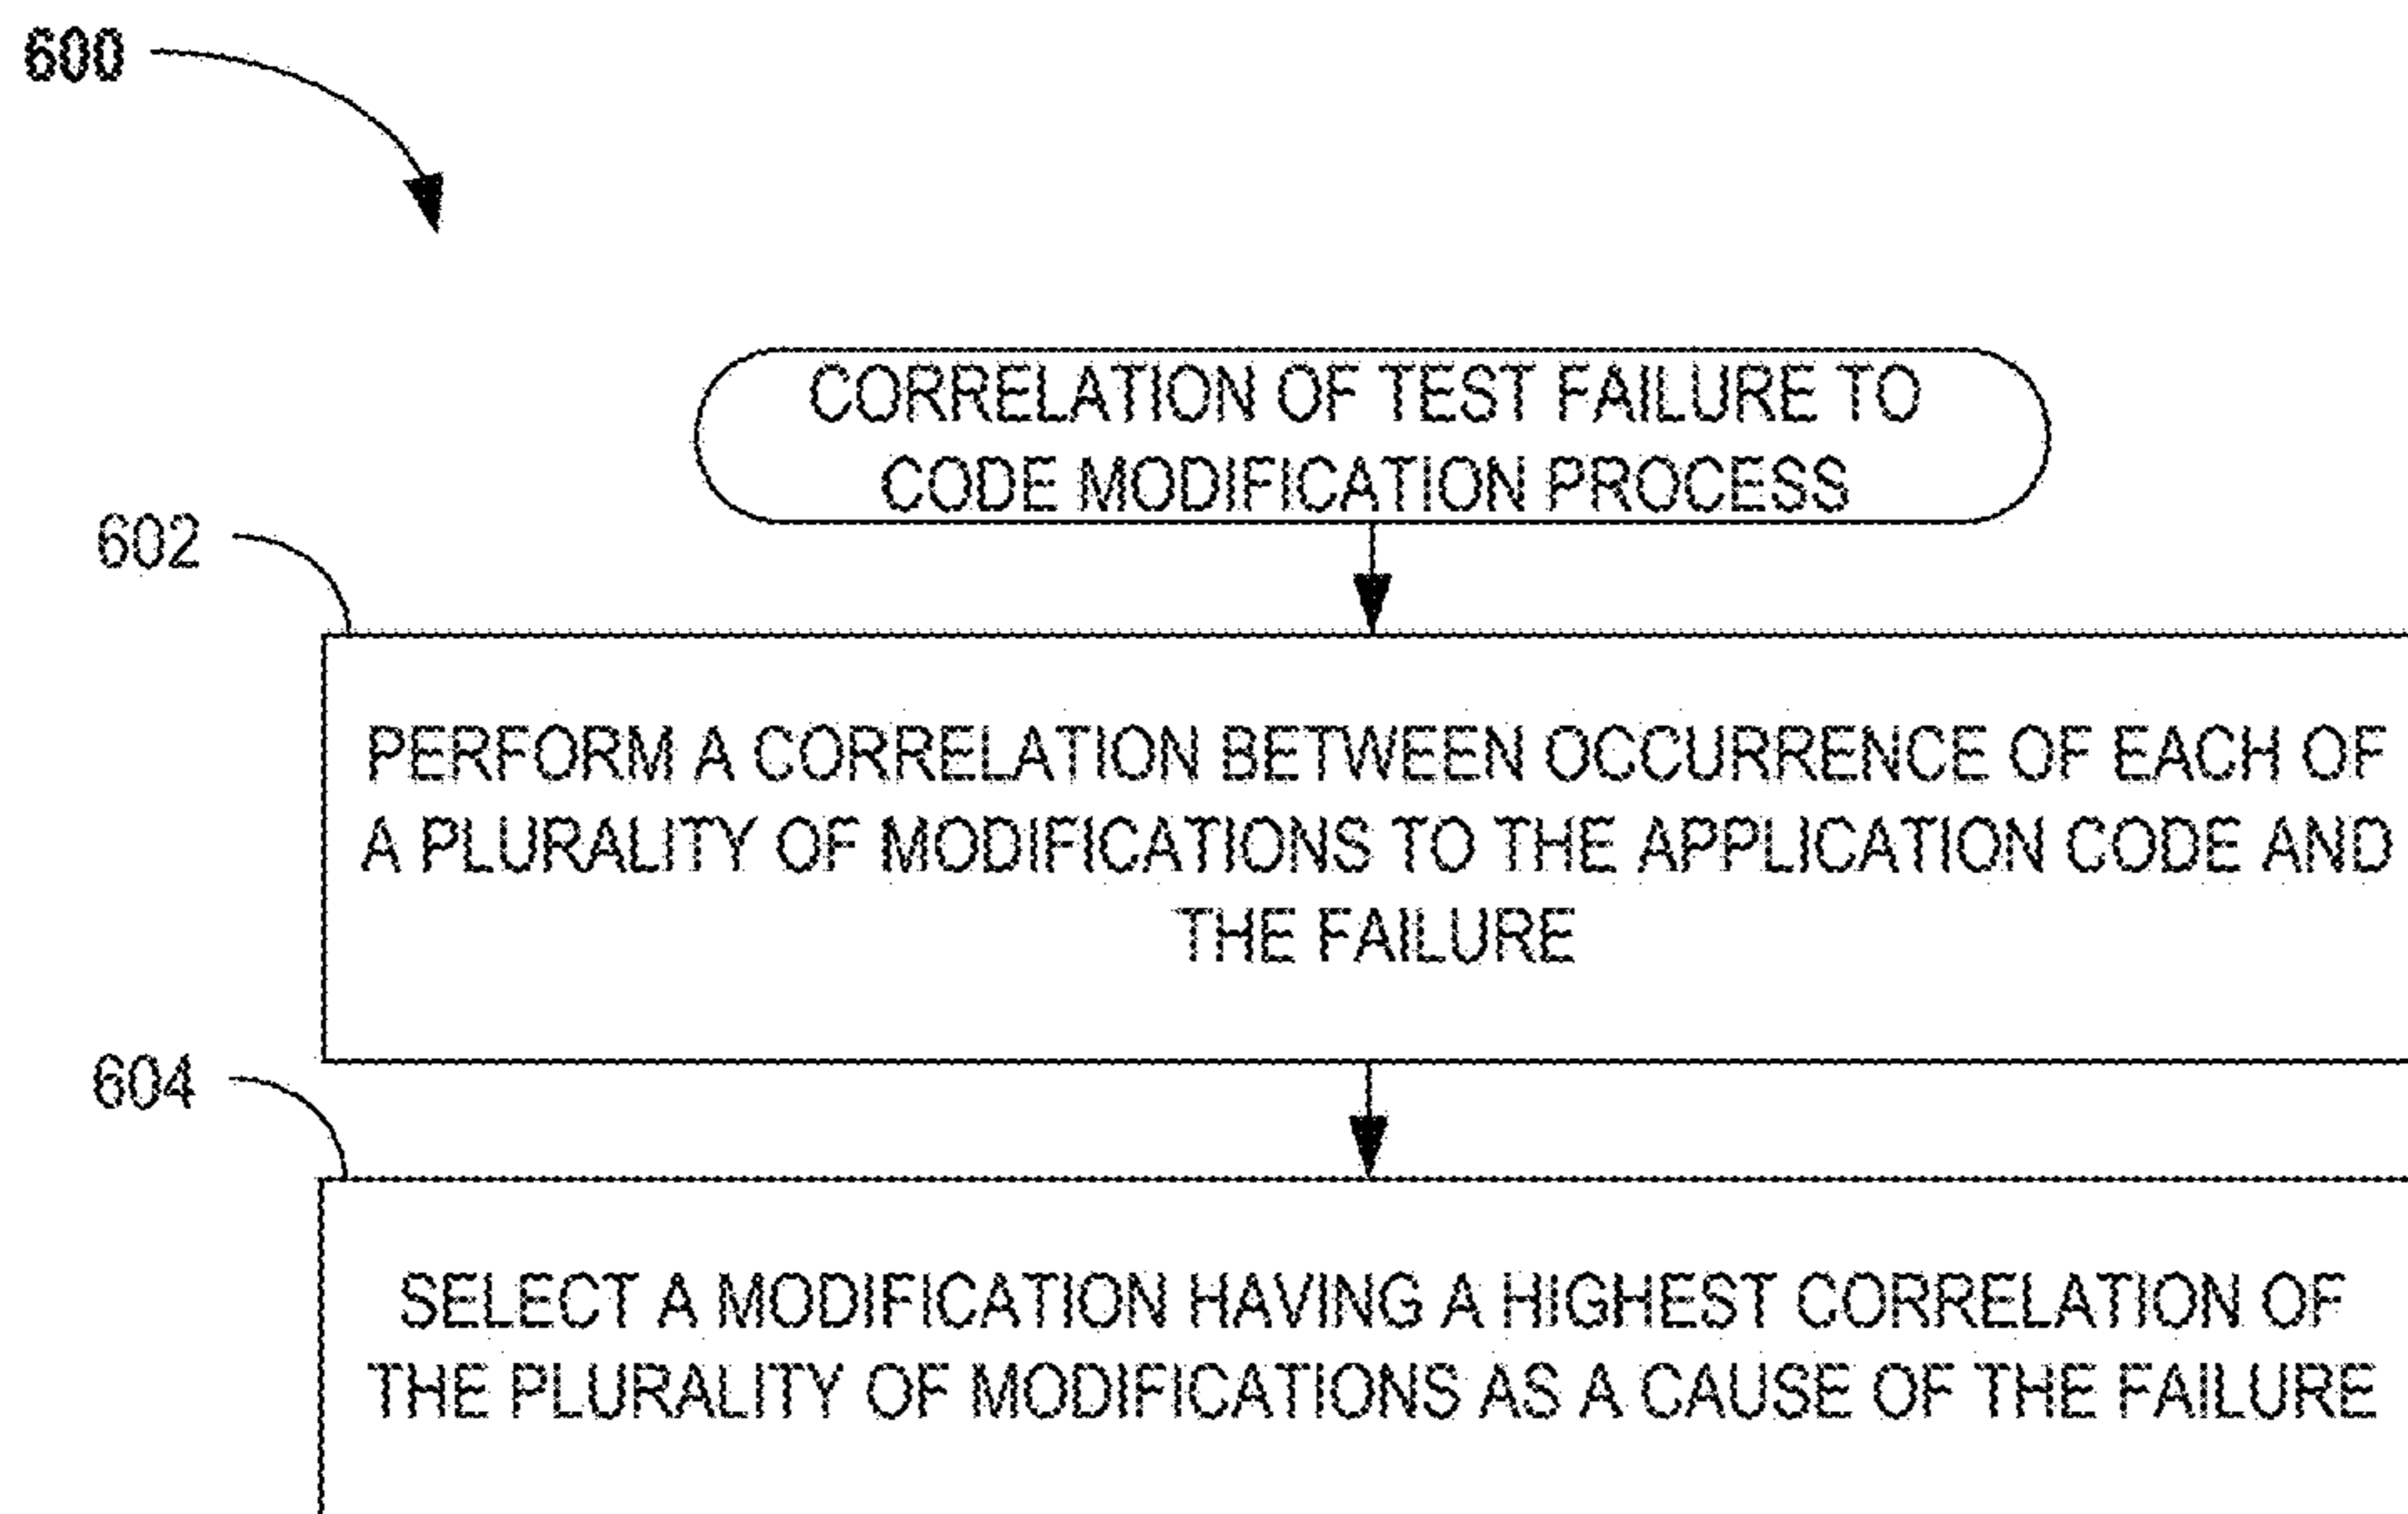 600
CORRELATION OF TEST FAILURE TO
CODE MODIFICATION PROCESS
602
PERFORM A CORRELATION BETWEEN OCCURRENCE OF EACH OF
A PLURALITY OF MODIFICATIONS TO THE APPLICATION CODE AND
THE FAILURE
604
SELECT A MODIFICATION HAVING A HIGHEST CORRELATION OF
THE PLURALITY OF MODIFICATIONS AS A CAUSE OF THE FAILURE